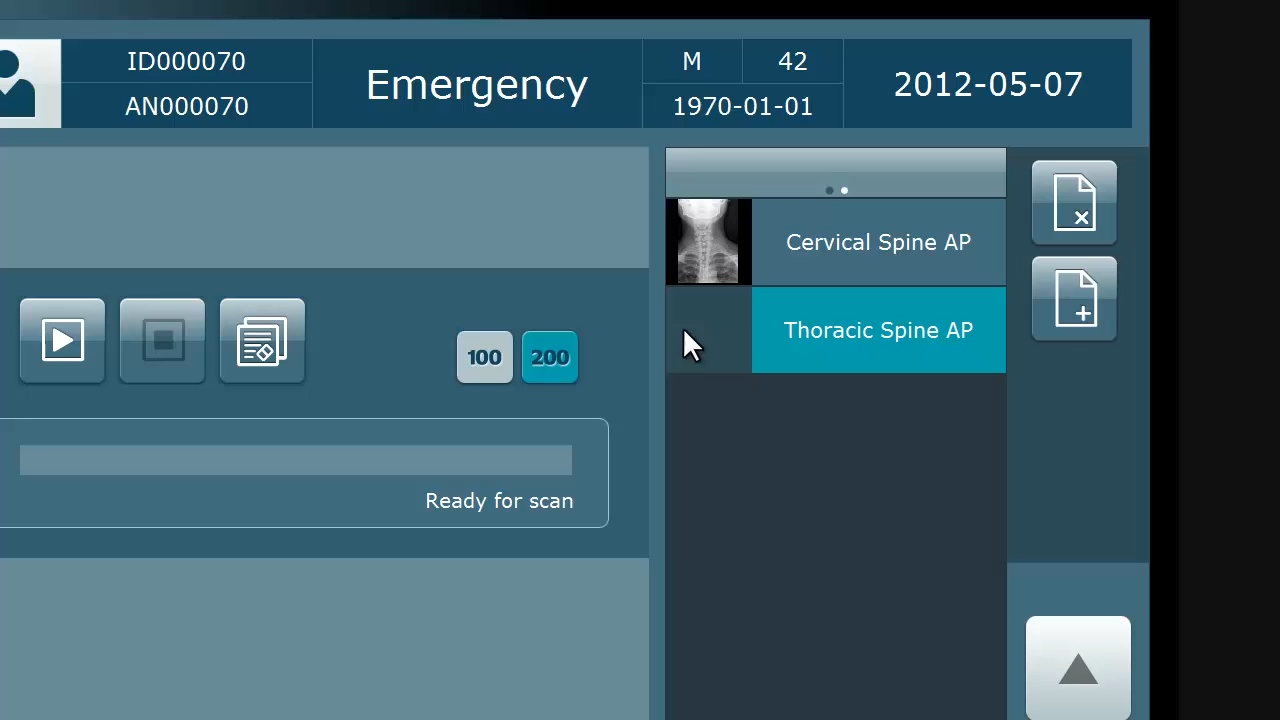 ID000070
AN000070
Emergency
M
42
1970-01-01
2012-05-07
Cervical Spine AP
Thoracic Spine AP
100
200
Ready for scan